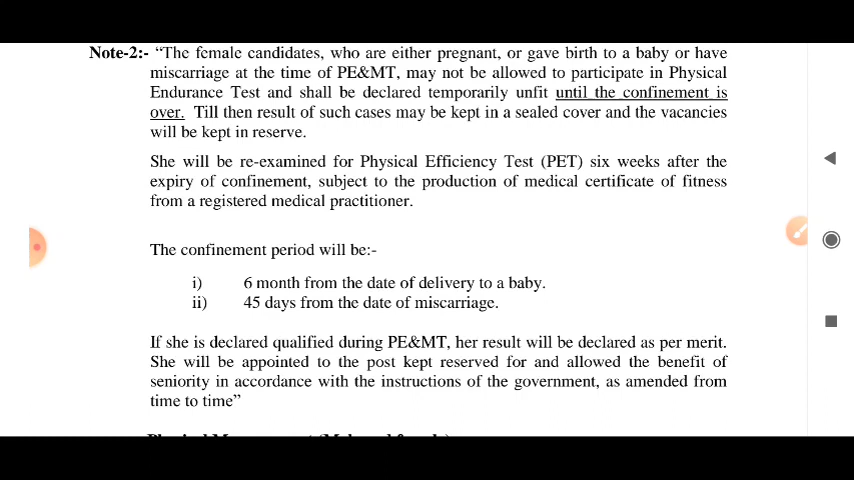 Note-2:- “The female candidates, who are either pregnant, or gave birth to a baby or have
miscarriage at the time of PE&MT, may not be allowed to participate in Physical
Endurance Test and shall be declared temporarily unfit until the confinement is
over. Till then result of such cases may be kept in a sealed cover and the vacancies
will be kept in reserve.
She will be re-examined for Physical Efficiency Test (PET) six weeks after the
expiry of confinement, subject to the production of medical certificate of fitness
from a registered medical practitioner.
The confinement period will be:-
i) 6 month from the date of delivery to a baby.
ii) 45 days from the date of miscarriage.
If she is declared qualified during PE&MT, her result will be declared as per merit.
She will be appointed to the post kept reserved for and allowed the benefit of
seniority in accordance with the instructions of the government, as amended from
time to time”